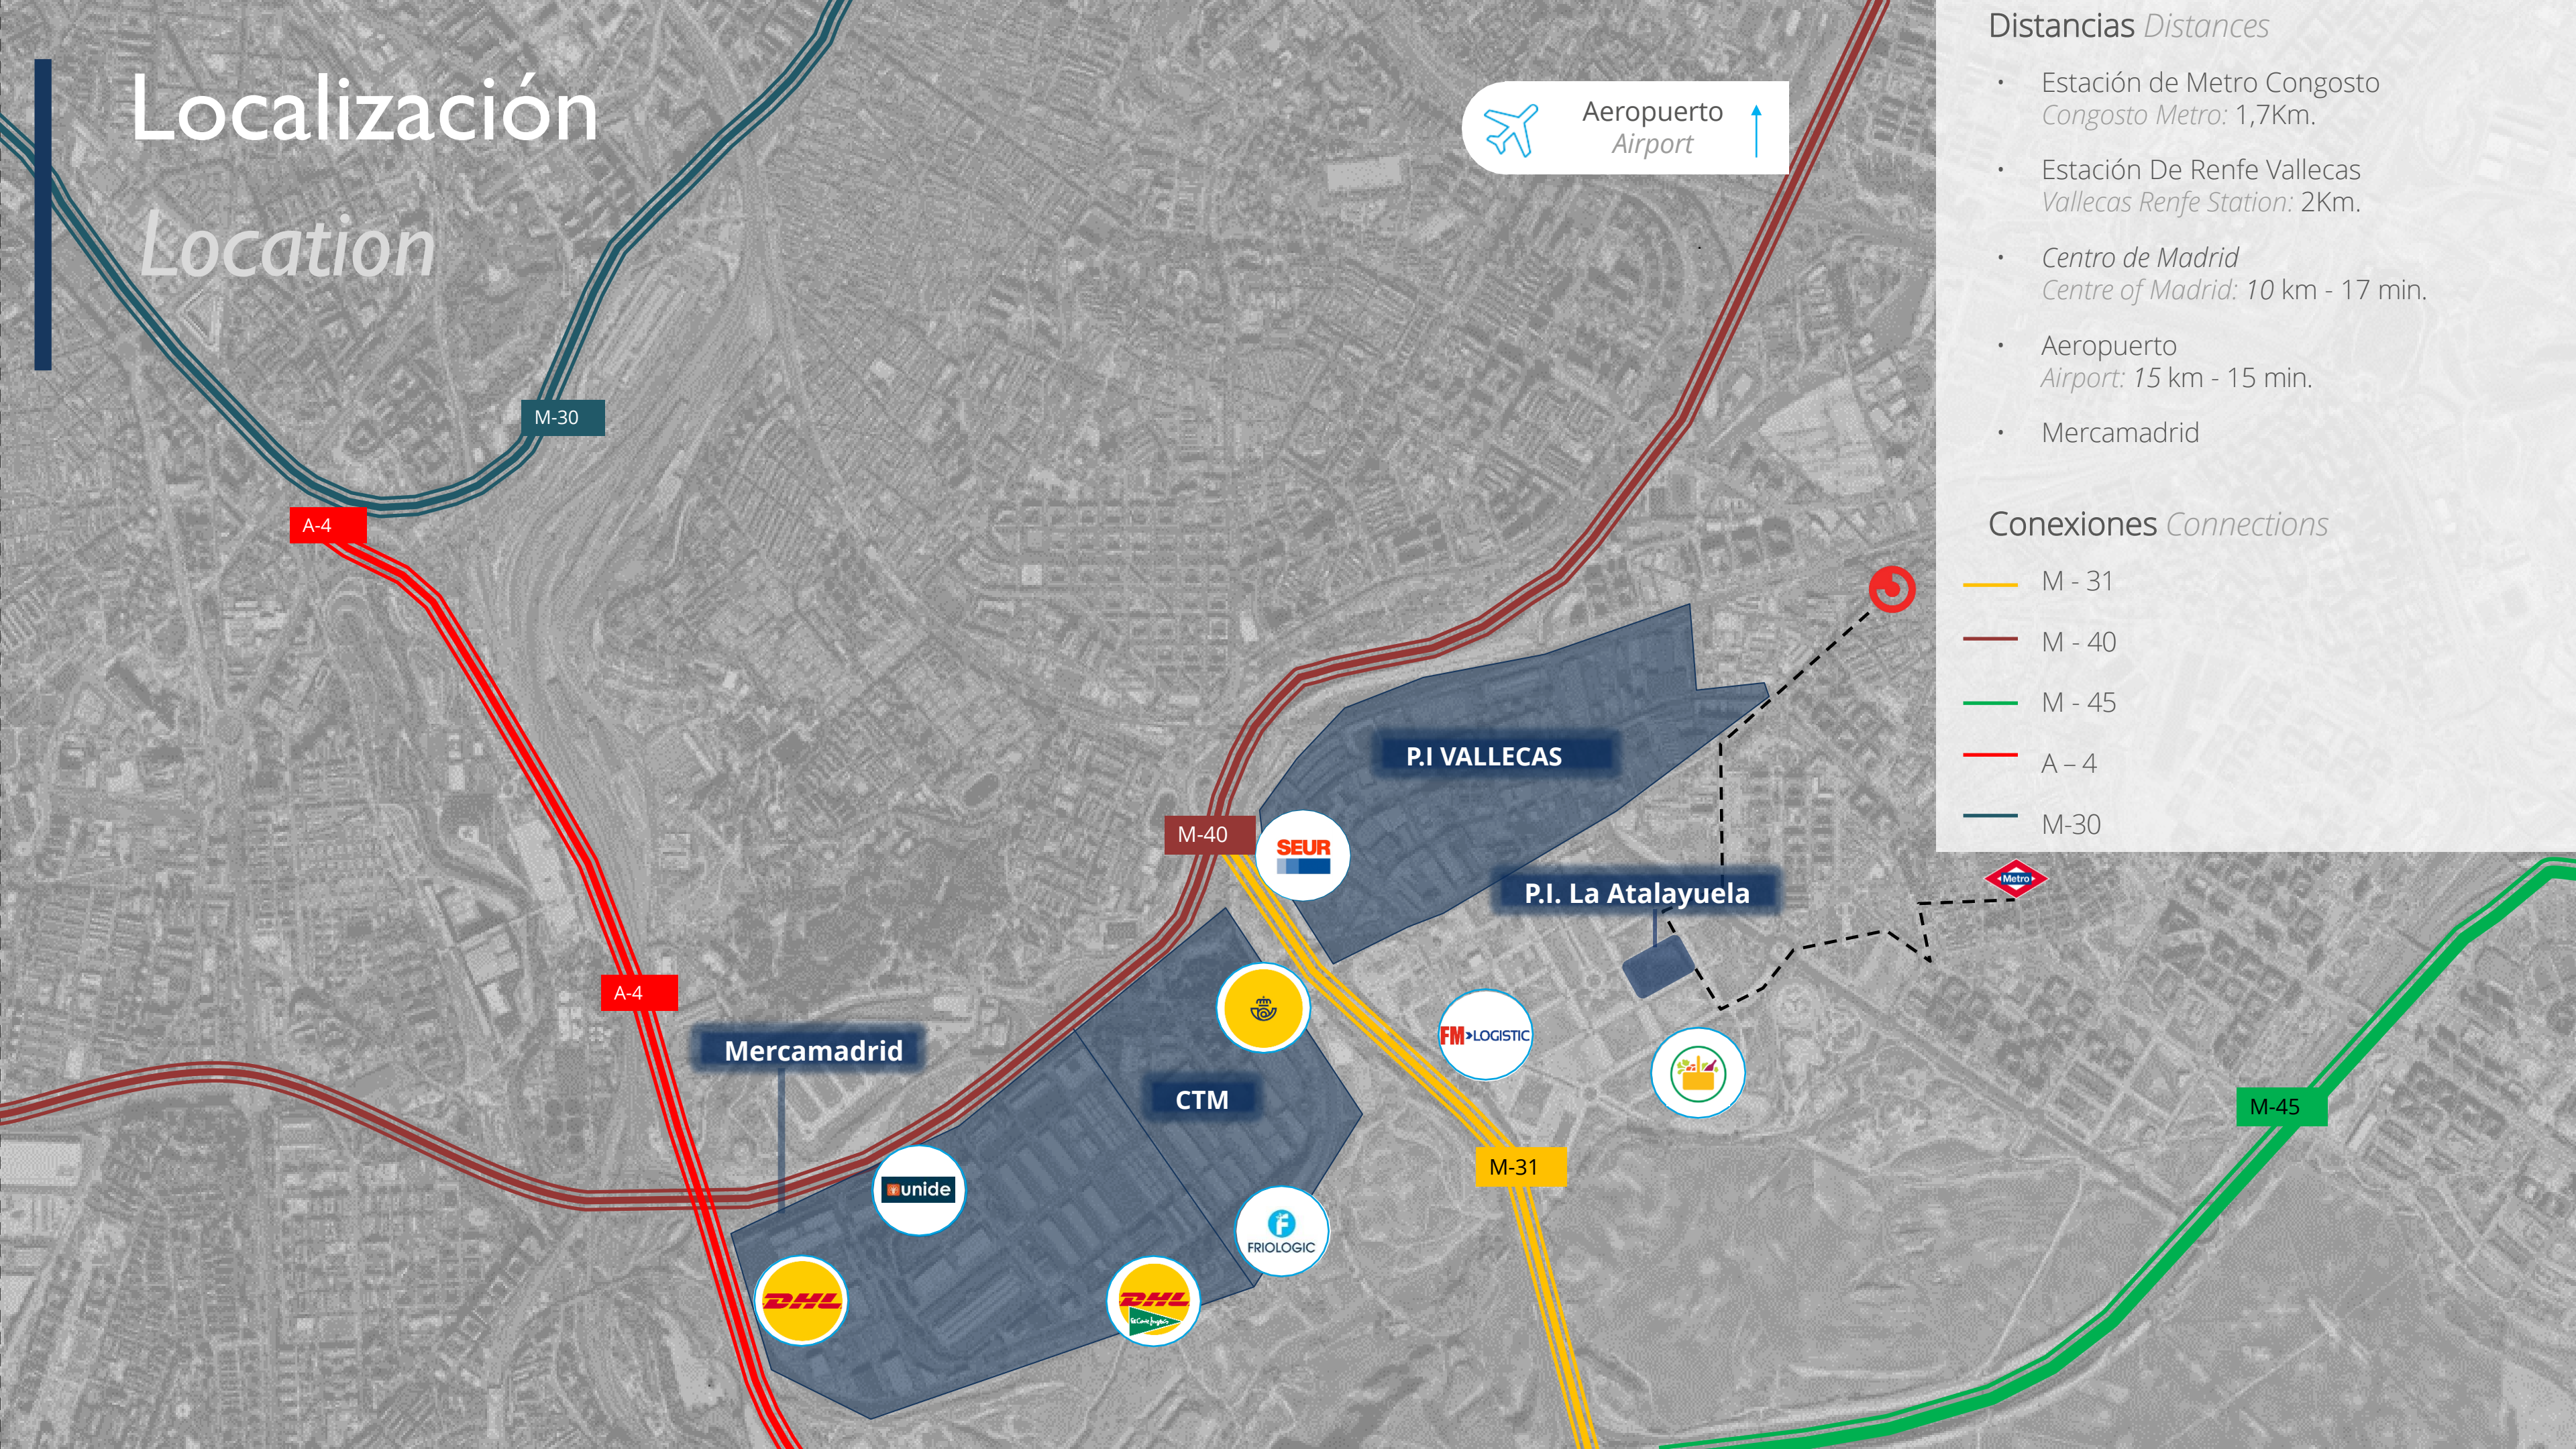 Localización
Location
Aeropuerto
Airport
Distancias Distances
• Estación de Metro Congosto
Congosto Metro: 1,7Km.
• Estación De Renfe Vallecas
Vallecas Renfe Station: 2Km.
• Centro de Madrid
Centre of Madrid: 10 km - 17 min.
• Aeropuerto
Airport: 15 km - 15 min.
• Mercamadrid
Conexiones Connections
M - 31
M - 40
M - 45
A – 4
M-30
M-30
A-4
P.I VALLECAS
M-40
SEUR
P.I. La Atalayuela
Metro
A-4
Mercamadrid
FM>LOGISTIC
CTM
M-45
M-31
unide
FRIOLOGIC
DHL
DHL
El Corte Inglés